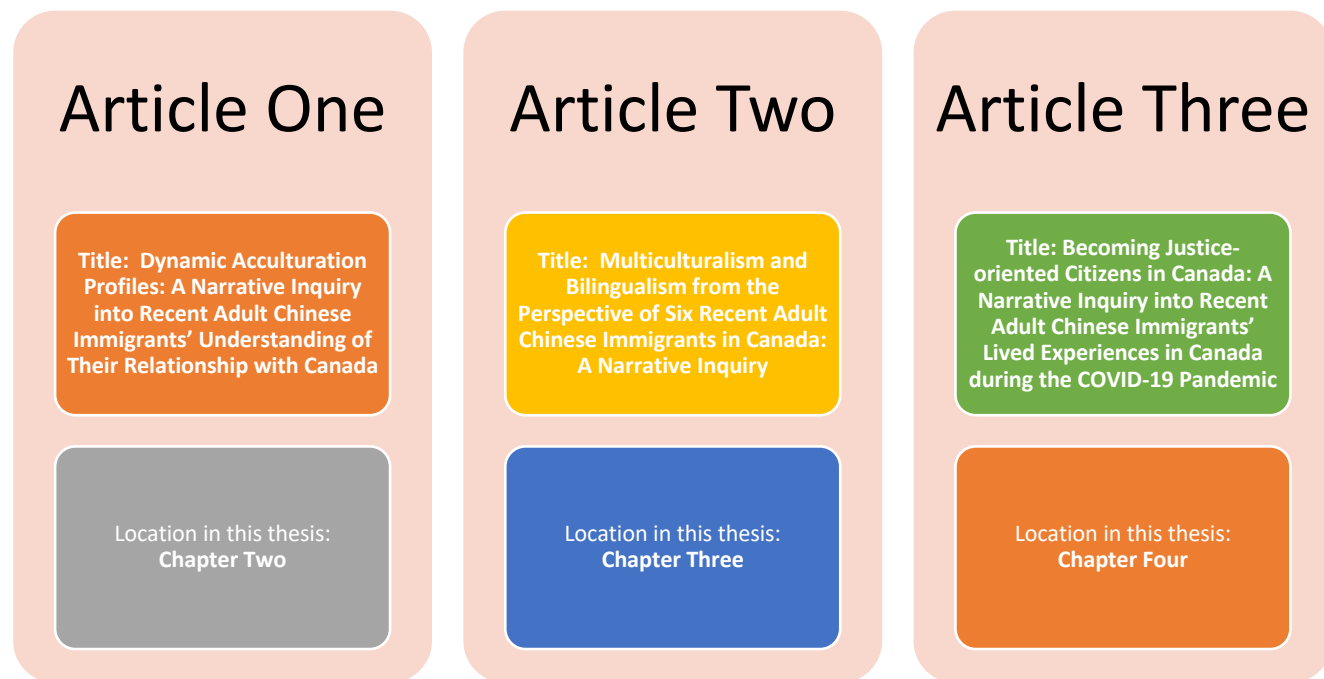 Article One
Title: Dynamic Acculturation
Profiles: A Narrative Inquiry
into Recent Adult Chinese
Immigrants’ Understanding of
Their Relationship with Canada
Location in this thesis:
Chapter Two
Article Two
Title: Multiculturalism and
Bilingualism from the
Perspective of Six Recent Adult
Chinese Immigrants in Canada:
A Narrative Inquiry
Location in this thesis:
Chapter Three
Article Three
Title: Becoming Justice-
oriented Citizens in Canada: A
Narrative Inquiry into Recent
Adult Chinese Immigrants’
Lived Experiences in Canada
during the COVID-19 Pandemic
Location in this thesis:
Chapter Four